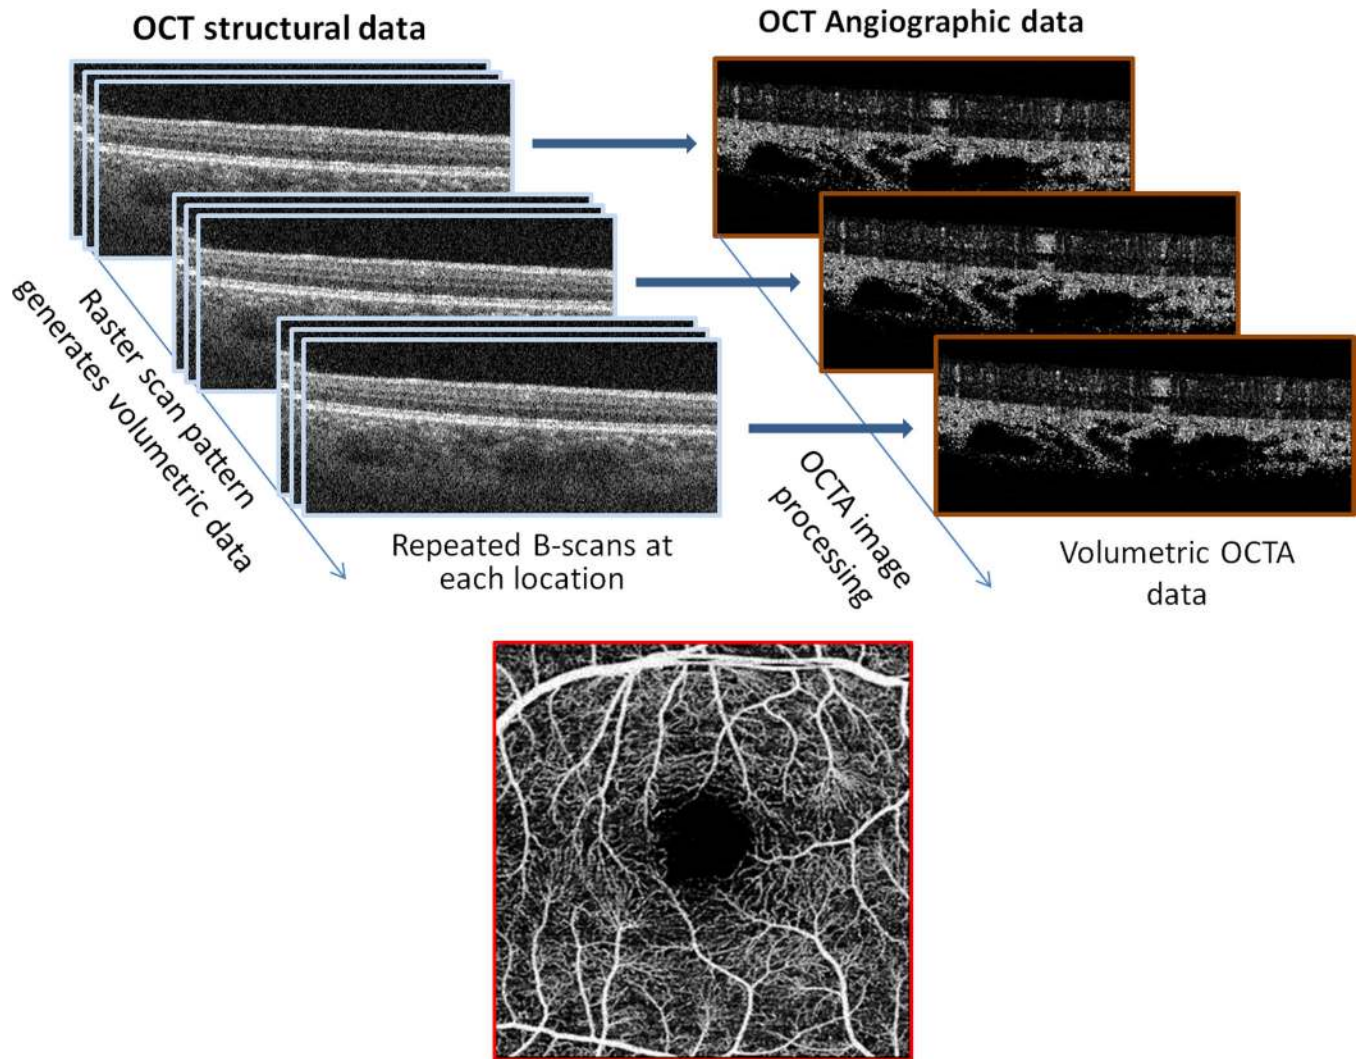 OCT structural data
OCT Angiographic data
Raster scan pattern
generates volumetric data
Repeated B-scans at
each location
OCTA image
processing
Volumetric OCTA
data